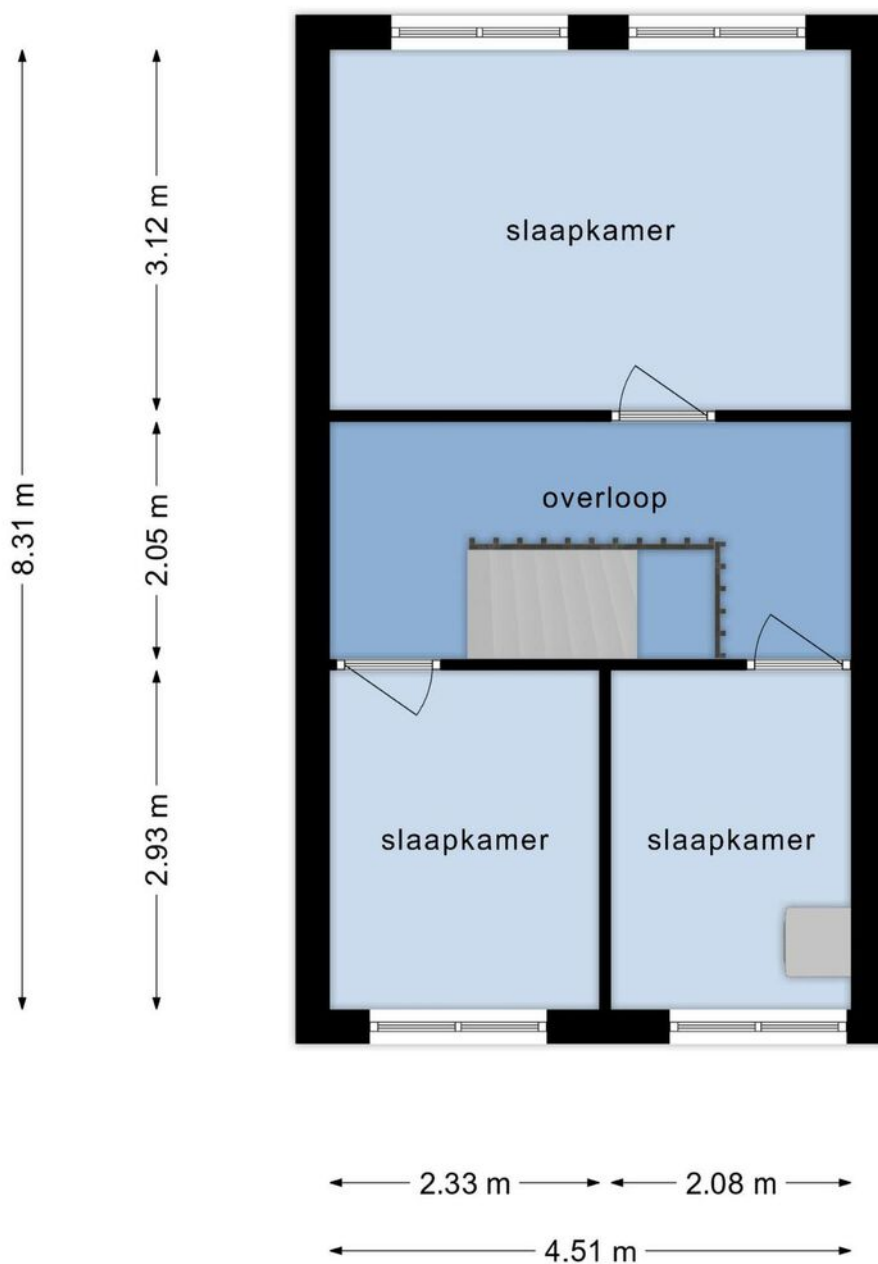 slaapkamer
3.12 m
8.31 m
2.05 m
overloop
2.93 m
slaapkamer
slaapkamer
2.33 m
2.08 m
4.51 m